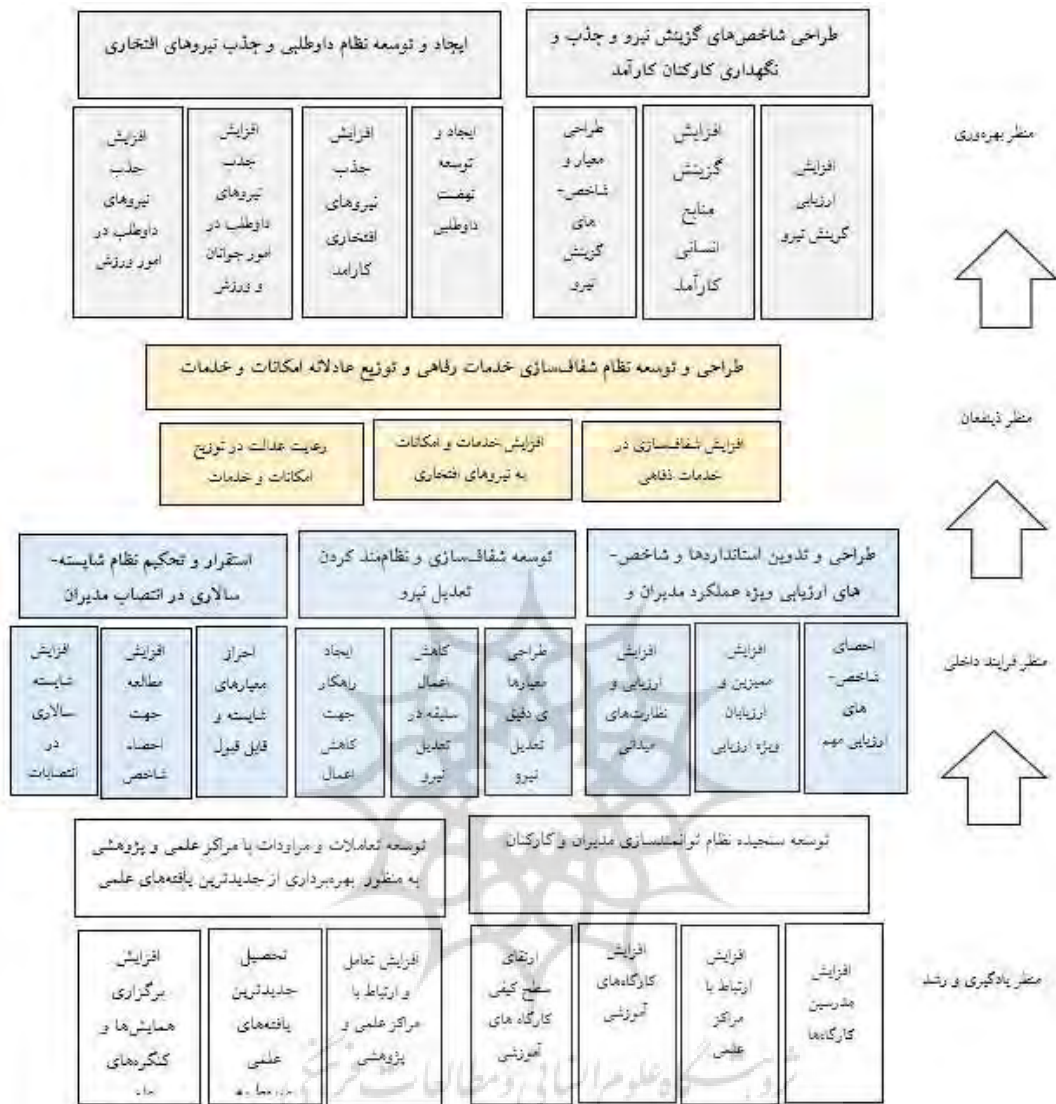 طراحی شاخص‌های گزینش نیرو و جذب و
نگهداری کارکنان کارآمد
ایجاد و توسعه نظام داوطلبی و جذب نیروهای افتخاری
منظر بهره‌وری
افزایش
ارزیابی
گزینش نیرو
افزایش
گزینش
منابع
انسانی
کارآمد
طراحی
معیار و
شاخص-
های
گزینش
نیرو
ایجاد و
توسعه
نهضت
داوطلبی
افزایش
جذب
نیروهای
افتخاری
کارامد
افزایش
جذب
نیروهای
داوطلب در
امور جوانان
و ورزش
افزایش
جذب
نیروهای
داوطلب در
امور ورزش
طراحی و توسعه نظام شفاف‌سازی خدمات رفاهی و توزیع عادلانه امکانات و خدمات
منظر ذینفعان
افزایش شفاف‌سازی در
خدمات ذفاهی
افزایش خدمات و امکانات
به نیروهای افتخاری
رعایت عدالت در توزیع
امکانات و خدمات
طراحی و تدوین استانداردها و شاخص-
های ارزیابی ویژه عملکرد مدیران و
توسعه شفاف‌سازی و نظام‌مند کردن
تعدیل نیرو
استقرار و تحکیم نظام شایسته-
سالاری در انتصاب مدیران
منظر فرایند داخلی
احصای
شاخص-
های
ارزیابی مهم
افزایش
ممیزین و
ارزیابان
ویژه ارزیابی
افزایش
ارزیابی و
نظارت‌های
میدانی
طراحی
معیارها
ی دقیق
تعدیل
نیرو
کاهش
اعمال
سلیقه در
تعدیل
نیرو
ایجاد
راهکار
جهت
کاهش
اعمال
احراز
معیارهای
شایسته و
قابل قبول
افزایش
مطالعه
جهت
احصاء
شاخص
افزایش
شایسته
سالاری
در
انتصابات
توسعه سنجیده نظام توانمندسازی مدیران و کارکنان
توسعه تعاملات و مراودات با مراکز علمی و پژوهشی
به منظور بهره‌برداری از جدیدترین یافته‌های علمی
منظر یادگیری و رشد
افزایش
مدرسین
کارگاه‌ها
افزایش
ارتباط با
مراکز
علمی
افزایش
کارگاه‌های
آموزشی
ارتقای
سطح کیفی
کارگاه های
آموزشی
افزایش تعامل
و ارتباط با
مراکز علمی و
پژوهشی
تحصیل
جدیدترین
یافته‌های
علمی
افزایش
برگزاری
همایش‌ها و
کنگره‌های
پژوهشگاه علوم انسانی و مطالعات فرهنگی